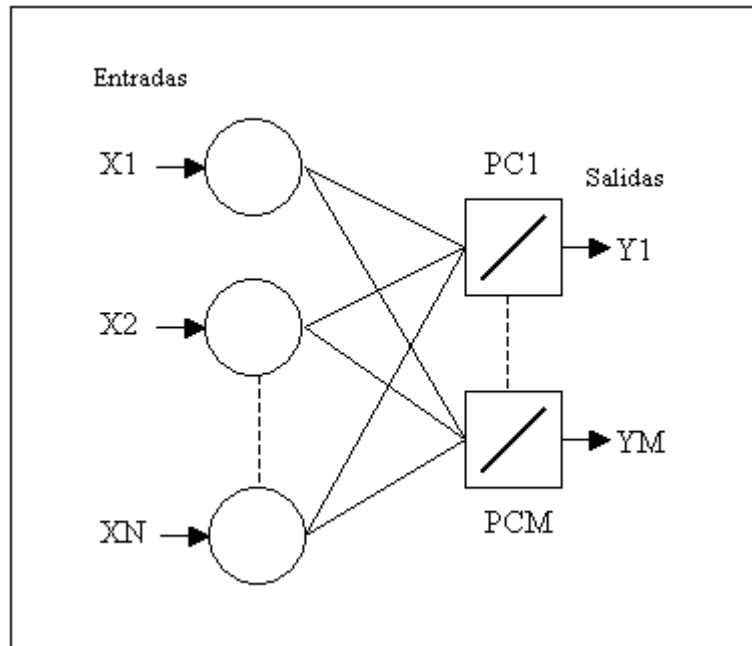 Entradas
X1
PC1
Salidas
Y1
X2
YM
XN
PCM